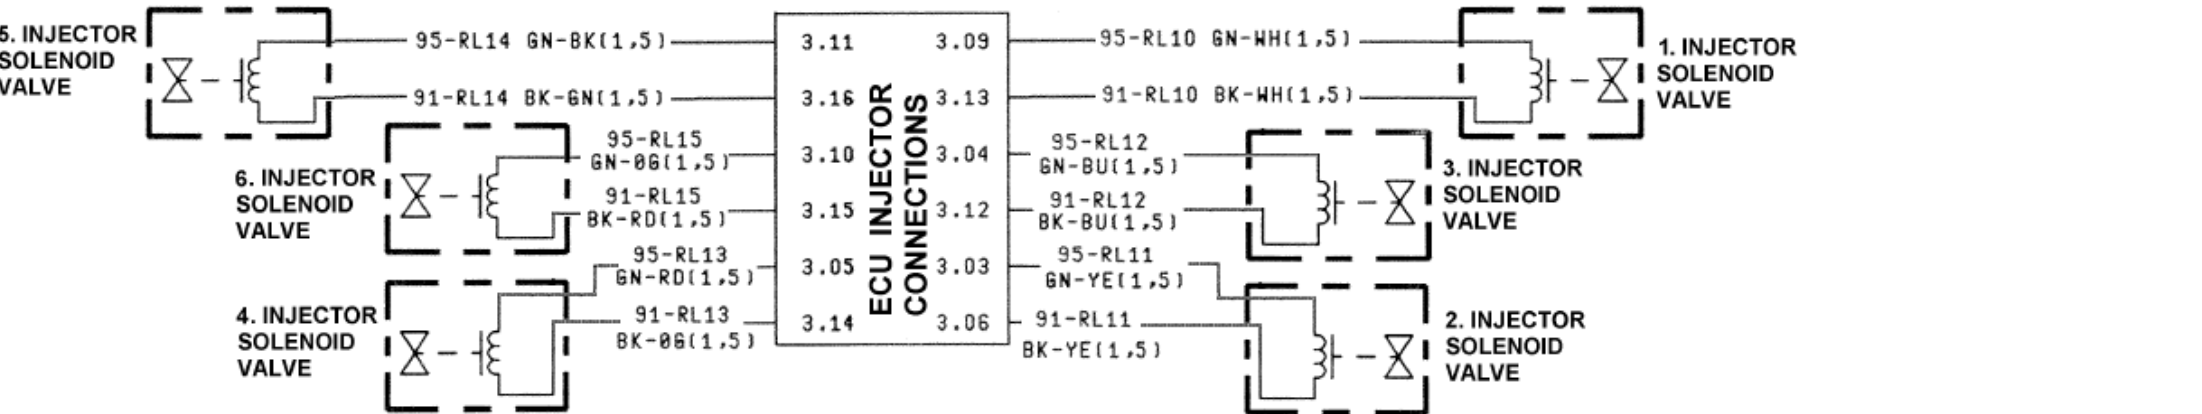 5. INJECTOR
SOLENOID
VALVE
95-RL14 GN-BK(1,5)
91-RL14 BK-GN(1,5)
6. INJECTOR
SOLENOID
VALVE
95-RL15
GN-0G(1,5)
91-RL15
BK-RD(1,5)
4. INJECTOR
SOLENOID
VALVE
95-RL13
GN-RD(1,5)
91-RL13
BK-0G(1,5)
3.11
3.16
3.10
3.15
3.05
3.14
ECU INJECTOR
CONNECTIONS
3.09
3.13
3.04
3.12
3.03
3.06
95-RL10 GN-WH(1,5)
91-RL10 BK-WH(1,5)
1. INJECTOR
SOLENOID
VALVE
95-RL12
GN-BU(1,5)
91-RL12
BK-BU(1,5)
3. INJECTOR
SOLENOID
VALVE
95-RL11
GN-YE(1,5)
91-RL11
BK-YE(1,5)
2. INJECTOR
SOLENOID
VALVE